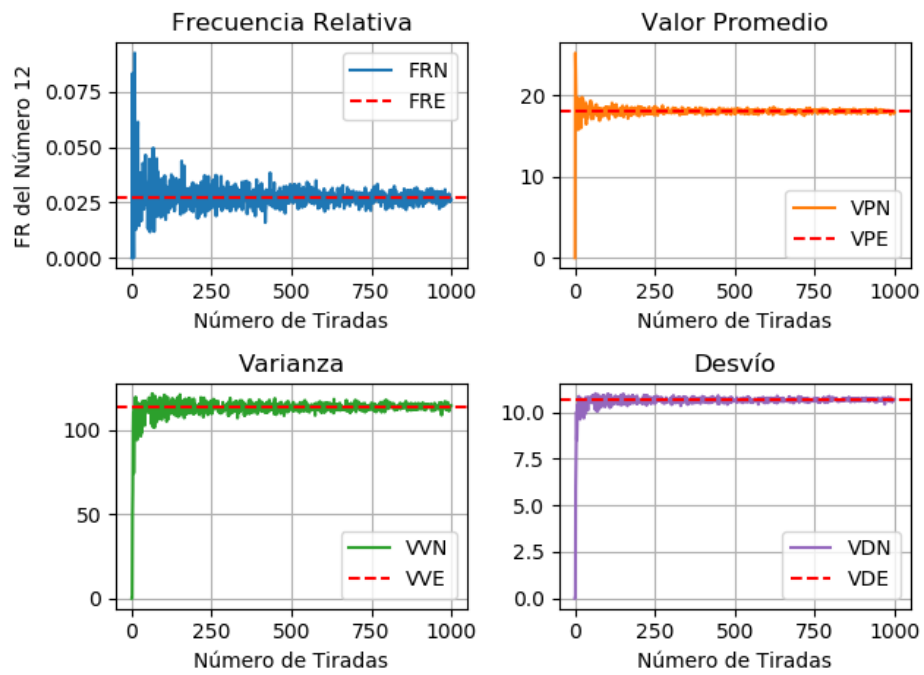 Frecuencia Relativa
FR del Número 12
0.075
0.050
0.025
0.000
FRN
FRE
0 250 500 750 1000
Número de Tiradas
Valor Promedio
20
10
0
VPN
VPE
0 250 500 750 1000
Número de Tiradas
Varianza
100
50
0
VVN
VVE
0 250 500 750 1000
Número de Tiradas
Desvío
10.0
7.5
5.0
2.5
0.0
VDN
VDE
0 250 500 750 1000
Número de Tiradas